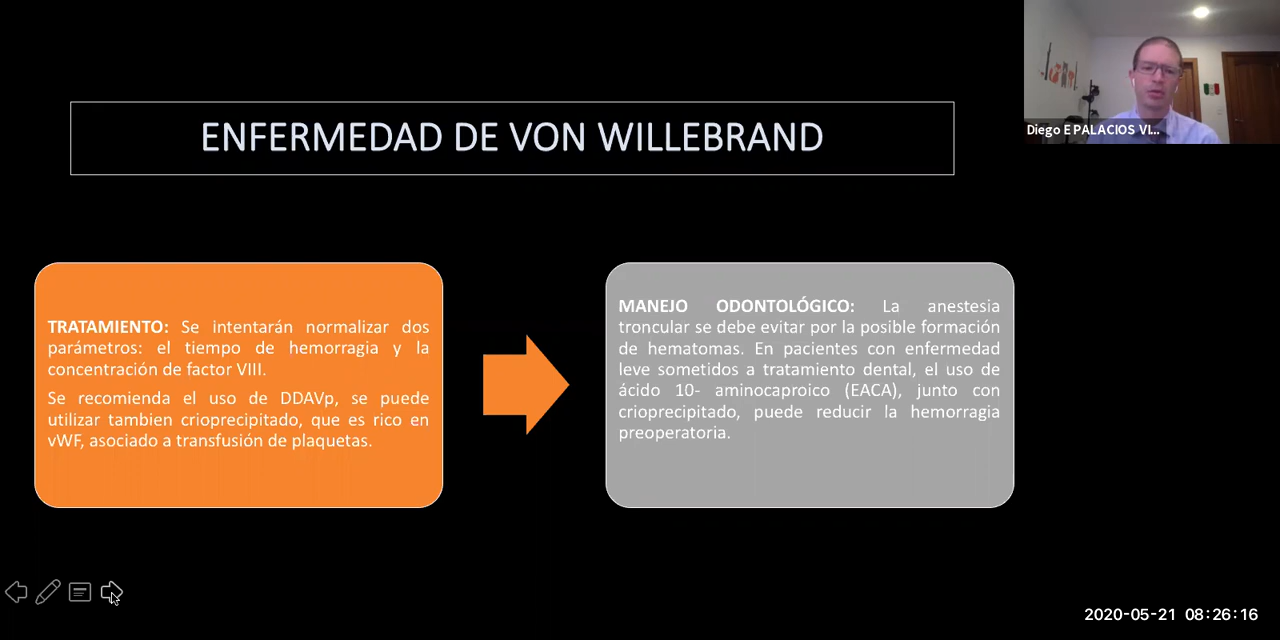 ENFERMEDAD DE VON WILLEBRAND
Diego E PALACIOS VI...
TRATAMIENTO: Se intentarán normalizar dos
parámetros: el tiempo de hemorragia y la
concentración de factor VIII.
Se recomienda el uso de DDAVp, se puede
utilizar tambien crioprecipitado, que es rico en
vWF, asociado a transfusión de plaquetas.
MANEJO ODONTOLÓGICO: La anestesia
troncular se debe evitar por la posible formación
de hematomas. En pacientes con enfermedad
leve sometidos a tratamiento dental, el uso de
ácido 10- aminocaproico (EACA), junto con
crioprecipitado, puede reducir la hemorragia
preoperatoria.
2020-05-21 08:26:16